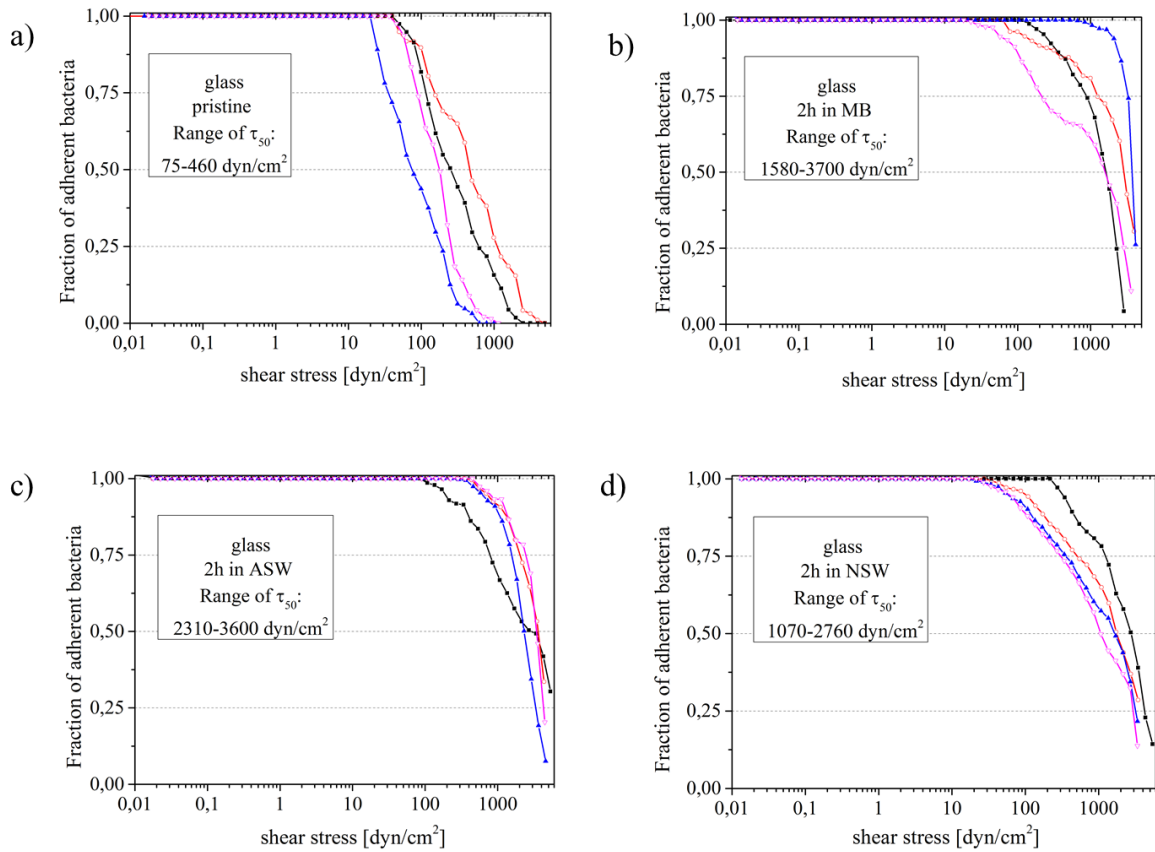 a)
glass
pristine
Range of τ50:
75-460 dyn/cm2
Fraction of adherent bacteria
1,00
0,75
0,50
0,25
0,00
0,01
0,1
1
10
100
1000
shear stress [dyn/cm2]
b)
glass
2h in MB
Range of τ50:
1580-3700 dyn/cm2
Fraction of adherent bacteria
1,00
0,75
0,50
0,25
0,00
0,01
0,1
1
10
100
1000
shear stress [dyn/cm2]
c)
glass
2h in ASW
Range of τ50:
2310-3600 dyn/cm2
Fraction of adherent bacteria
1,00
0,75
0,50
0,25
0,00
0,01
0,1
1
10
100
1000
shear stress [dyn/cm2]
d)
glass
2h in NSW
Range of τ50:
1070-2760 dyn/cm2
Fraction of adherent bacteria
1,00
0,75
0,50
0,25
0,00
0,01
0,1
1
10
100
1000
shear stress [dyn/cm2]